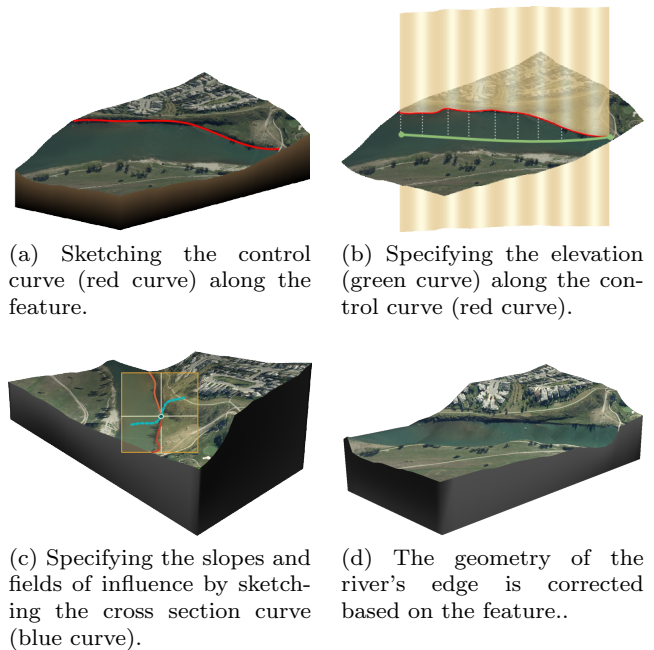 (a) Sketching the control
curve (red curve) along the
feature.
(b) Specifying the elevation
(green curve) along the con-
trol curve (red curve).
(c) Specifying the slopes and
fields of influence by sketch-
ing the cross section curve
(blue curve).
(d) The geometry of the
river's edge is corrected
based on the feature..